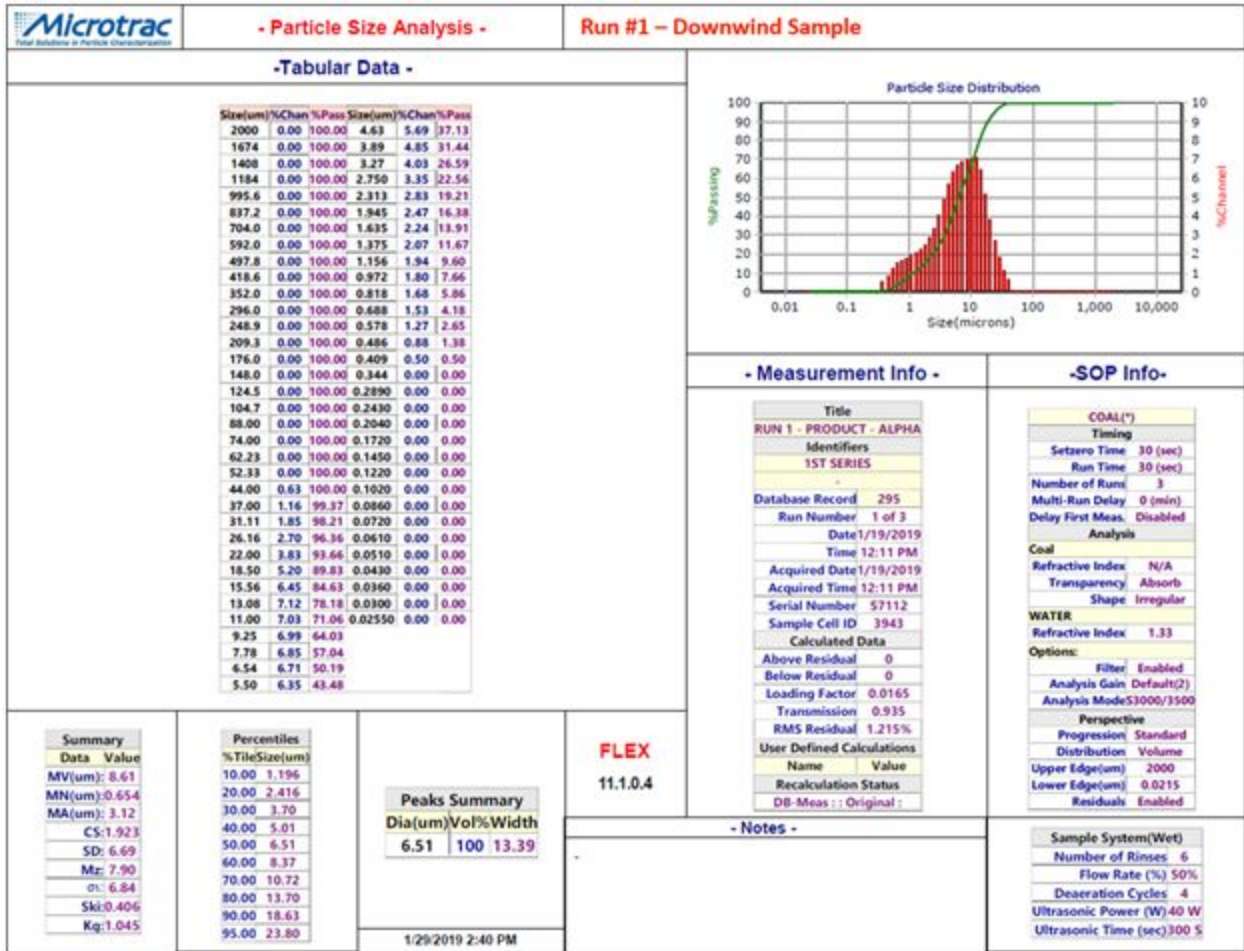 Microtrac
Total Solutions in Particle Characterization
- Particle Size Analysis -
Run #1 – Downwind Sample
-Tabular Data -
Size(um) %Chan %Pass Size(um) %Chan %Pass
2000 0.00 100.00 4.63 5.69 37.13
1674 0.00 100.00 3.89 4.85 31.44
1408 0.00 100.00 3.27 4.03 26.59
1184 0.00 100.00 2.750 3.35 22.56
995.6 0.00 100.00 2.313 2.83 19.21
837.2 0.00 100.00 1.945 2.47 16.38
704.0 0.00 100.00 1.635 2.24 13.91
592.0 0.00 100.00 1.375 2.07 11.67
497.8 0.00 100.00 1.156 1.94 9.60
418.6 0.00 100.00 0.972 1.80 7.66
352.0 0.00 100.00 0.818 1.68 5.86
296.0 0.00 100.00 0.688 1.53 4.18
248.9 0.00 100.00 0.578 1.27 2.65
209.3 0.00 100.00 0.486 0.88 1.38
176.0 0.00 100.00 0.409 0.50 0.50
148.0 0.00 100.00 0.344 0.00 0.00
124.5 0.00 100.00 0.2890 0.00 0.00
104.7 0.00 100.00 0.2430 0.00 0.00
88.00 0.00 100.00 0.2040 0.00 0.00
74.00 0.00 100.00 0.1720 0.00 0.00
62.23 0.00 100.00 0.1450 0.00 0.00
52.33 0.00 100.00 0.1220 0.00 0.00
44.00 0.63 100.00 0.1020 0.00 0.00
37.00 1.16 99.37 0.0860 0.00 0.00
31.11 1.85 98.21 0.0720 0.00 0.00
26.16 2.70 96.36 0.0610 0.00 0.00
22.00 3.83 93.66 0.0510 0.00 0.00
18.50 5.20 89.83 0.0430 0.00 0.00
15.56 6.45 84.63 0.0360 0.00 0.00
13.08 7.12 78.18 0.0300 0.00 0.00
11.00 7.03 71.06 0.02550 0.00 0.00
9.25 6.99 64.03
7.78 6.85 57.04
6.54 6.71 50.19
5.50 6.35 43.48
Particle Size Distribution
%Passing
100
90
80
70
60
50
40
30
20
10
0
10
9
8
7
6
5
4
3
2
1
0
%Channel
0.01 0.1 1 10 100 1,000 10,000
Size(microns)
- Measurement Info -
Title
RUN 1 - PRODUCT - ALPHA
Identifiers
1ST SERIES
-
Database Record 295
Run Number 1 of 3
Date 1/19/2019
Time 12:11 PM
Acquired Date 1/19/2019
Acquired Time 12:11 PM
Serial Number S7112
Sample Cell ID 3943
Calculated Data
Above Residual 0
Below Residual 0
Loading Factor 0.0165
Transmission 0.935
RMS Residual 1.215%
User Defined Calculations
Name Value
Recalculation Status
DB-Meas : : Original :
-SOP Info-
COAL(*)
Timing
Setzero Time 30 (sec)
Run Time 30 (sec)
Number of Runs 3
Multi-Run Delay 0 (min)
Delay First Meas. Disabled
Analysis
Coal
Refractive Index N/A
Transparency Absorb
Shape Irregular
WATER
Refractive Index 1.33
Options:
Filter Enabled
Analysis Gain Default(2)
Analysis Mode S3000/3500
Perspective
Progression Standard
Distribution Volume
Upper Edge(um) 2000
Lower Edge(um) 0.0215
Residuals Enabled
Summary
Data Value
MV(um): 8.61
MN(um): 0.654
MA(um): 3.12
CS: 1.923
SD: 6.69
Mz: 7.90
σı: 6.84
Ski: 0.406
Kg: 1.045
Percentiles
%Tile Size(um)
10.00 1.196
20.00 2.416
30.00 3.70
40.00 5.01
50.00 6.51
60.00 8.37
70.00 10.72
80.00 13.70
90.00 18.63
95.00 23.80
Peaks Summary
Dia(um) Vol% Width
6.51 100 13.39
1/29/2019 2:40 PM
FLEX
11.1.0.4
- Notes -
-
Sample System(Wet)
Number of Rinses 6
Flow Rate (%) 50%
Deaeration Cycles 4
Ultrasonic Power (W) 40 W
Ultrasonic Time (sec) 300 S